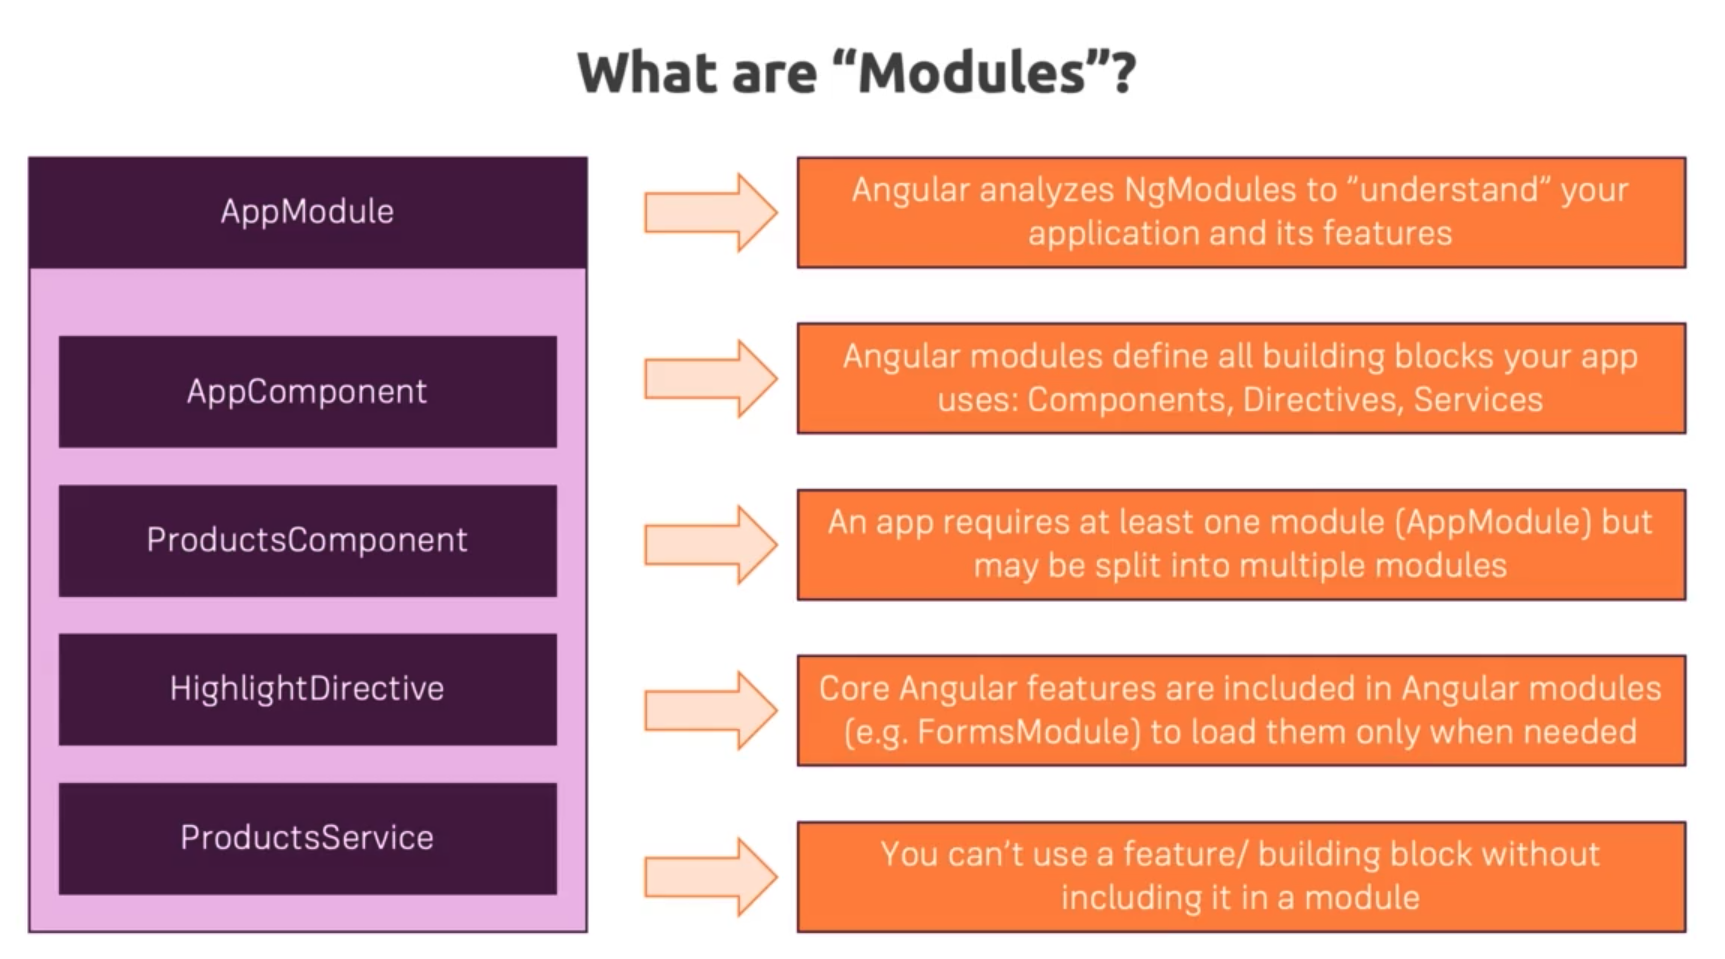 What are “Modules”?
AppModule
Angular analyzes NgModules to “understand“ your
application and its features
AppComponent
Angular modules define all building blocks your app
uses: Components, Directives, Services
ProductsComponent
An app requires at least one module (AppModule) but
may be split into multiple modules
HighlightDirective
Core Angular features are included in Angular modules
(e.g. FormsModule) to load them only when needed
ProductsService
You can’t use a feature/ building block without
including it in a module